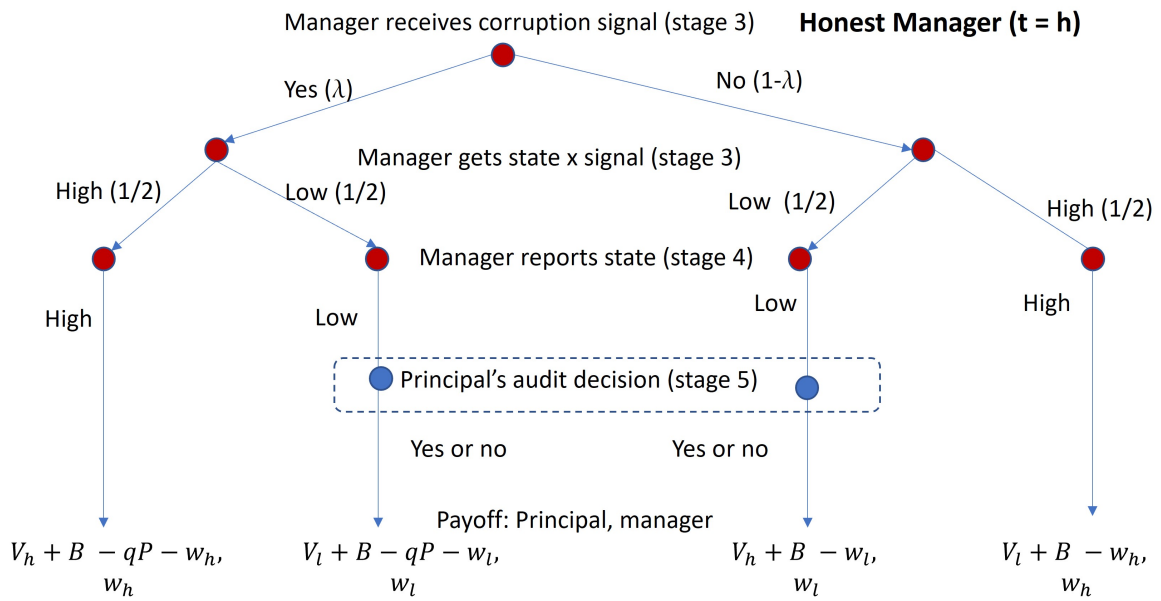 Manager receives corruption signal (stage 3)
Honest Manager (t = h)
Yes (λ)
No (1-λ)
Manager gets state x signal (stage 3)
High (1/2)
Low (1/2)
Low (1/2)
High (1/2)
Manager reports state (stage 4)
High
Low
Low
High
Principal’s audit decision (stage 5)
Yes or no
Yes or no
Payoff: Principal, manager
V_h + B − qP − w_h,
w_h
V_l + B − qP − w_l,
w_l
V_h + B − w_l,
w_l
V_l + B − w_h,
w_h